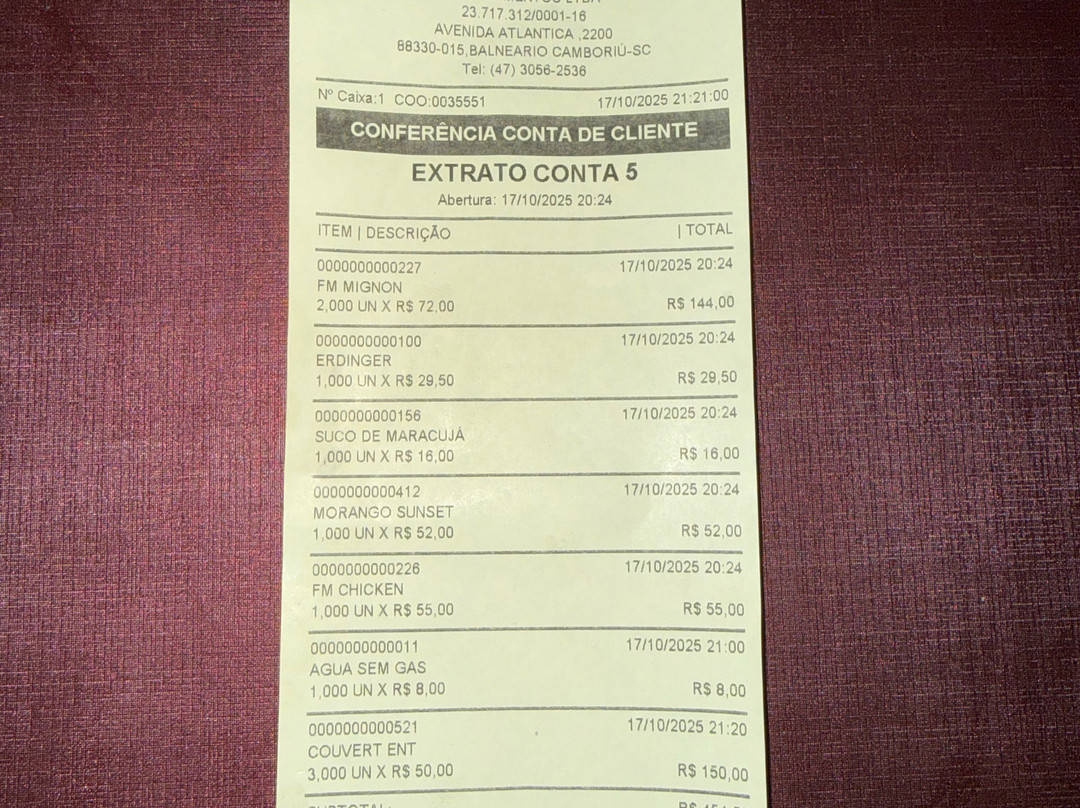 LTDA
23.717.312/0001-16
AVENIDA ATLANTICA ,2200
88330-015,BALNEARIO CAMBORIÚ-SC
Tel: (47) 3056-2536
Nº Caixa:1 COO:0035551 17/10/2025 21:21:00
CONFERÊNCIA CONTA DE CLIENTE
EXTRATO CONTA 5
Abertura: 17/10/2025 20:24
ITEM | DESCRIÇÃO | TOTAL
0000000000227 17/10/2025 20:24
FM MIGNON
2,000 UN X R$ 72,00 R$ 144,00
0000000000100 17/10/2025 20:24
ERDINGER
1,000 UN X R$ 29,50 R$ 29,50
0000000000156 17/10/2025 20:24
SUCO DE MARACUJÁ
1,000 UN X R$ 16,00 R$ 16,00
0000000000412 17/10/2025 20:24
MORANGO SUNSET
1,000 UN X R$ 52,00 R$ 52,00
0000000000226 17/10/2025 20:24
FM CHICKEN
1,000 UN X R$ 55,00 R$ 55,00
0000000000011 17/10/2025 21:00
AGUA SEM GAS
1,000 UN X R$ 8,00 R$ 8,00
0000000000521 17/10/2025 21:20
COUVERT ENT
3,000 UN X R$ 50,00 R$ 150,00
SUBTOTAL: R$